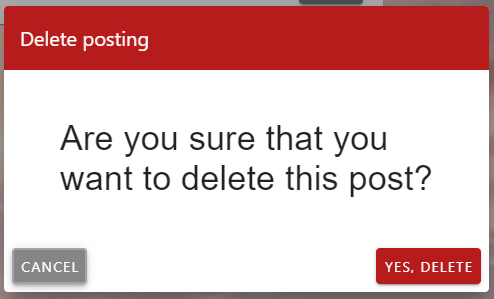 Delete posting
Are you sure that you
want to delete this post?
CANCEL
YES, DELETE